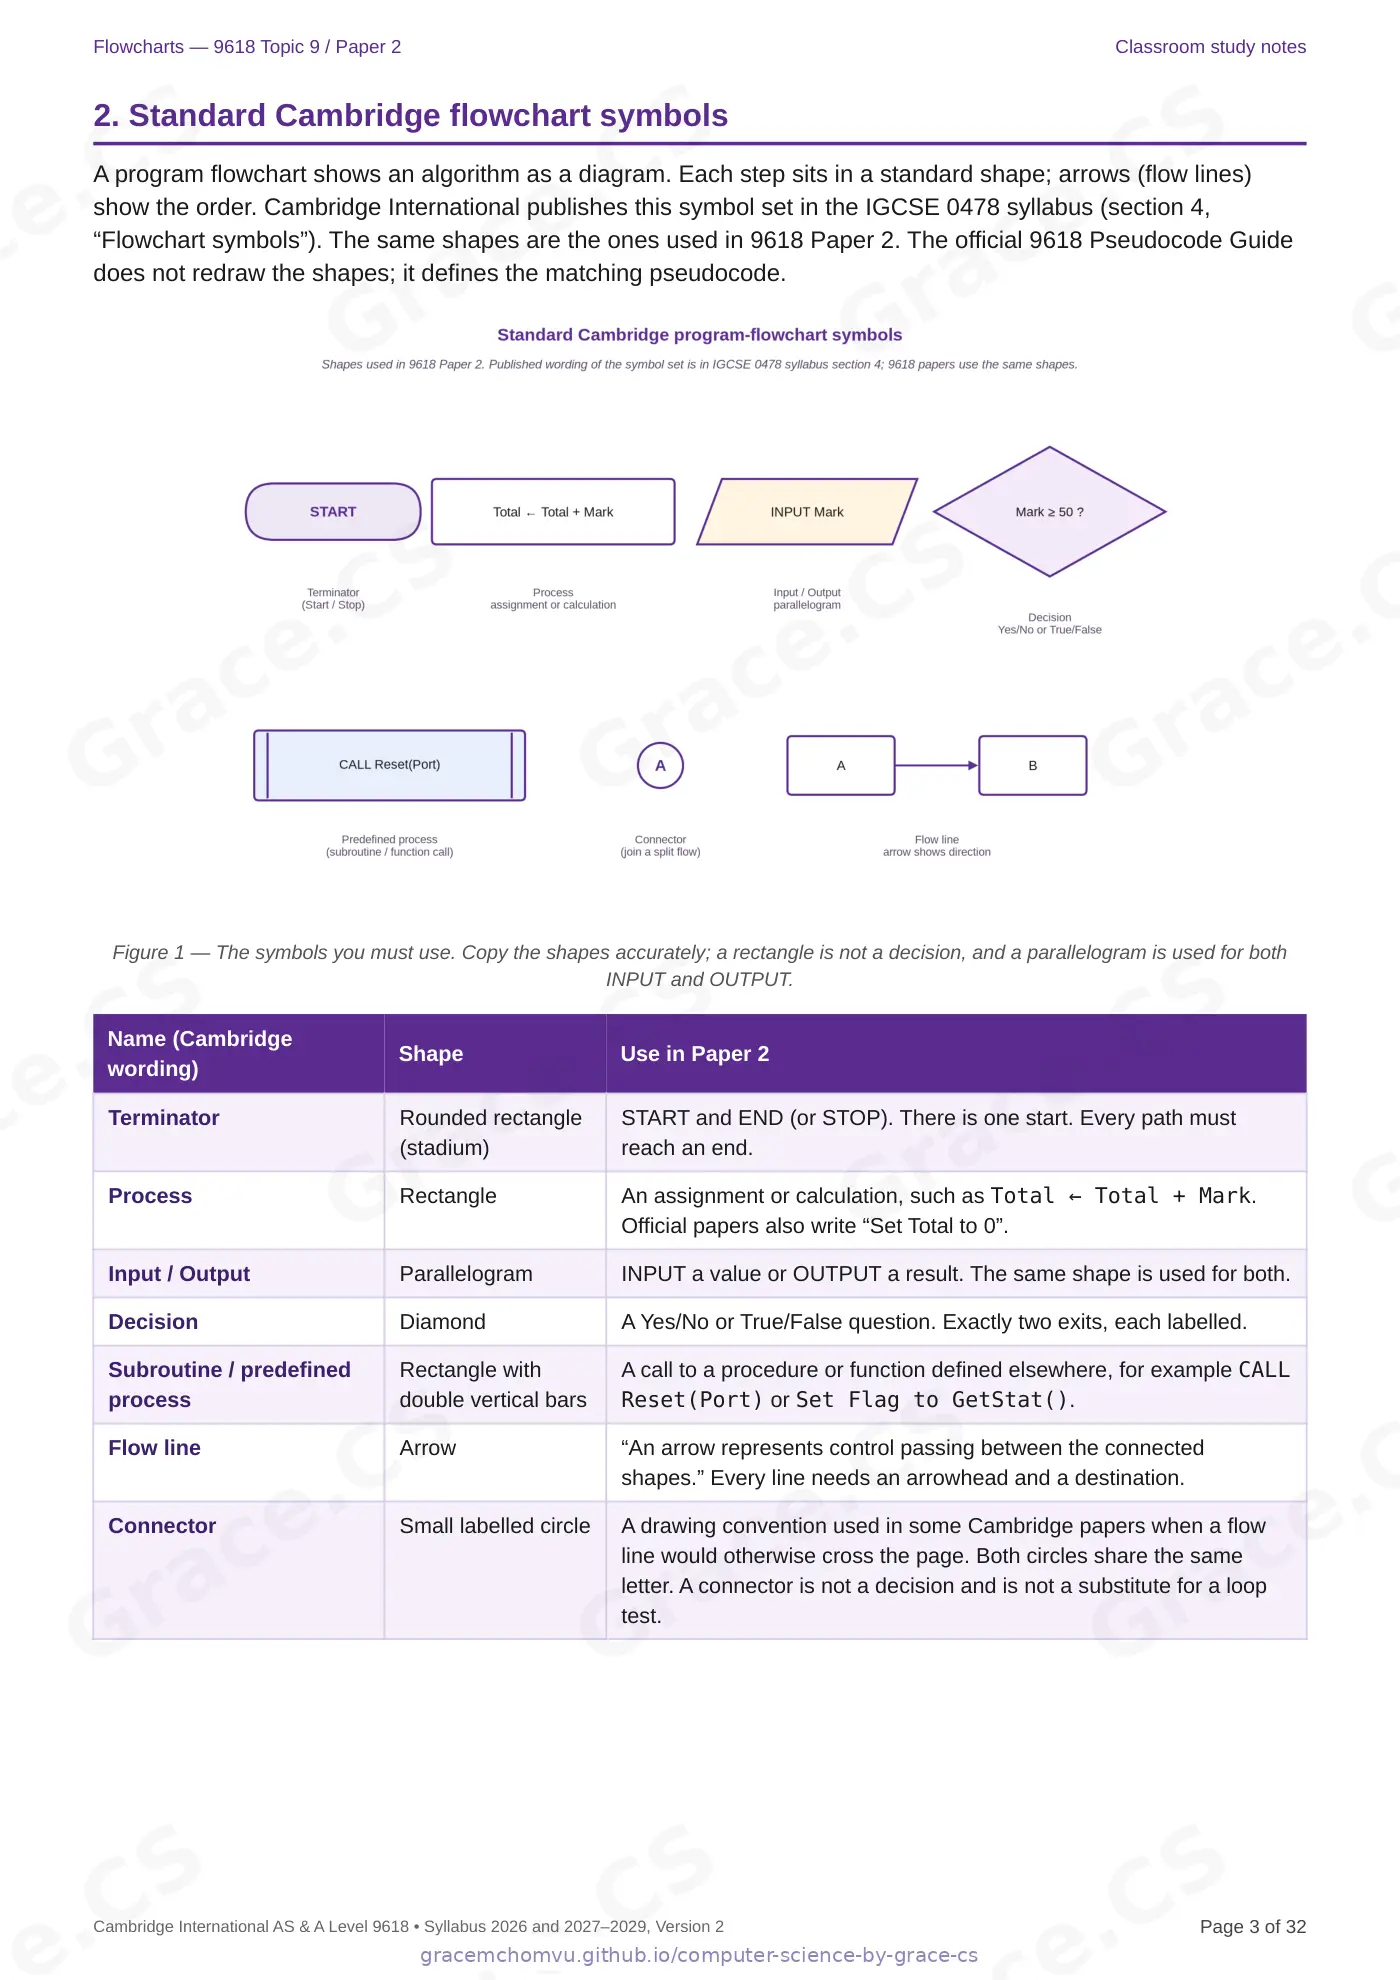 Flowcharts — 9618 Topic 9 / Paper 2
Classroom study notes
2. Standard Cambridge flowchart symbols
A program flowchart shows an algorithm as a diagram. Each step sits in a standard shape; arrows (flow lines)
show the order. Cambridge International publishes this symbol set in the IGCSE 0478 syllabus (section 4,
“Flowchart symbols”). The same shapes are the ones used in 9618 Paper 2. The official 9618 Pseudocode Guide
does not redraw the shapes; it defines the matching pseudocode.
Standard Cambridge program-flowchart symbols
Shapes used in 9618 Paper 2. Published wording of the symbol set is in IGCSE 0478 syllabus section 4; 9618 papers use the same shapes.
START
Total ← Total + Mark
INPUT Mark
Mark ≥ 50 ?
Terminator
(Start / Stop)
Process
assignment or calculation
Input / Output
parallelogram
Decision
Yes/No or True/False
CALL Reset(Port)
A
A
B
Predefined process
(subroutine / function call)
Connector
(join a split flow)
Flow line
arrow shows direction
Figure 1 — The symbols you must use. Copy the shapes accurately; a rectangle is not a decision, and a parallelogram is used for both
INPUT and OUTPUT.
Name (Cambridge
wording)
Shape
Use in Paper 2
Terminator
Rounded rectangle
(stadium)
START and END (or STOP). There is one start. Every path must
reach an end.
Process
Rectangle
An assignment or calculation, such as Total ← Total + Mark.
Official papers also write “Set Total to 0”.
Input / Output
Parallelogram
INPUT a value or OUTPUT a result. The same shape is used for both.
Decision
Diamond
A Yes/No or True/False question. Exactly two exits, each labelled.
Subroutine / predefined
process
Rectangle with
double vertical bars
A call to a procedure or function defined elsewhere, for example CALL
Reset(Port) or Set Flag to GetStat().
Flow line
Arrow
“An arrow represents control passing between the connected
shapes.” Every line needs an arrowhead and a destination.
Connector
Small labelled circle
A drawing convention used in some Cambridge papers when a flow
line would otherwise cross the page. Both circles share the same
letter. A connector is not a decision and is not a substitute for a loop
test.
Cambridge International AS & A Level 9618 • Syllabus 2026 and 2027–2029, Version 2
Page 3 of 32
gracemchomvu.github.io/computer-science-by-grace-cs
Grace.CS